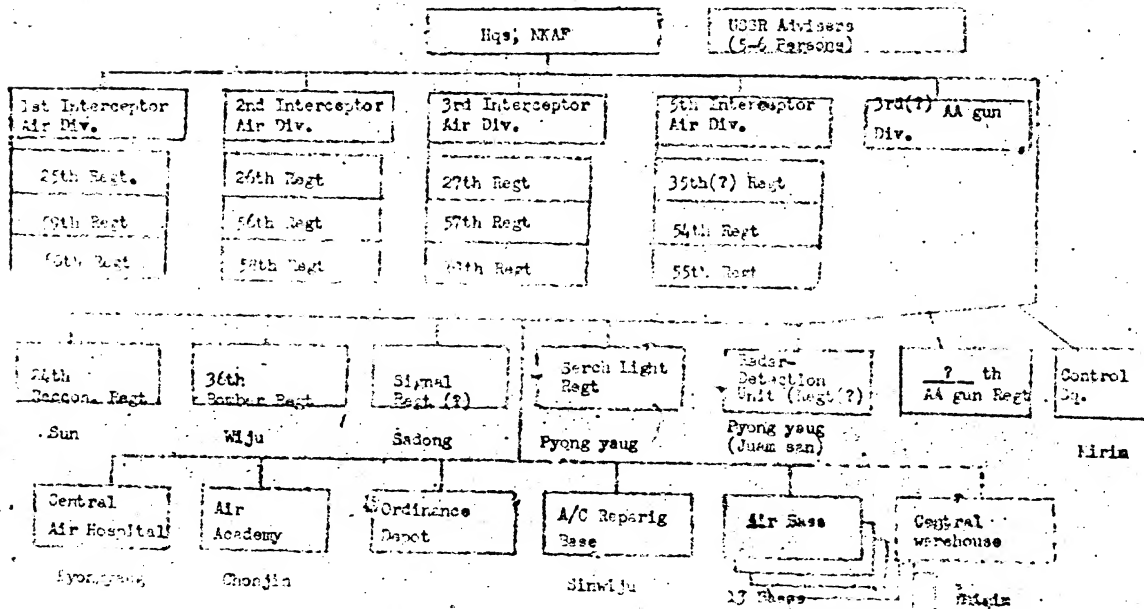 Hqs, NKAF
USSR Advisers
(5-6 Persons)
1st Interceptor
Air Div.
2nd Interceptor
Air Div.
3rd Interceptor
Air Div.
5th Interceptor
Air Div.
3rd(?) AA gun
Div.
25th Regt.
26th Regt
27th Regt
35th(?) Regt
Regt
56th Regt
57th Regt
54th Regt
Regt
58th Regt
Regt
55th Regt
24th
Reccon. Regt
36th
Bomber Regt
Signal
Regt (?)
Serch Light
Regt
Radar
Detection
Unit (Regt(?)
? th
AA gun Regt
Control
Sq.
Sun
Wiju
Sadong
Pyong yaug
Pyong yaug
(Juam san)
Mirim
Central
Air Hospital
Air
Academy
Ordinance
Depot
A/C Reparig
Base
Air Base
Central
warehouse
Pyongyang
Chonjin
Sinwiju
13 Bases